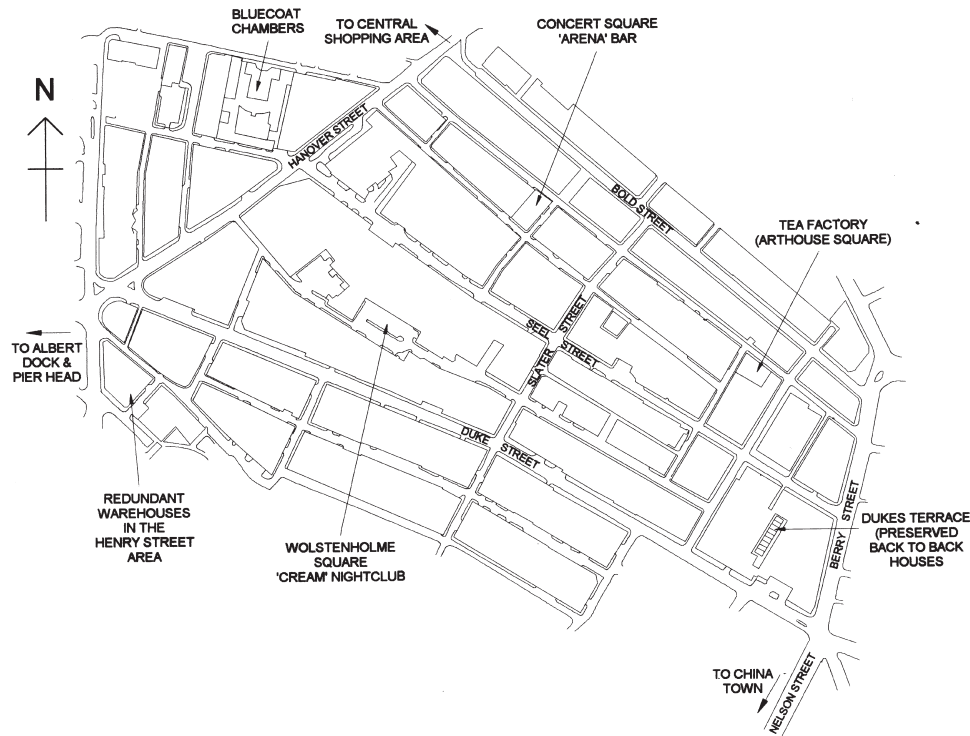 BLUECOAT
CHAMBERS
TO CENTRAL
SHOPPING AREA
CONCERT SQUARE
'ARENA' BAR
N
HANOVER STREET
BOLD STREET
TEA FACTORY
(ARTHOUSE SQUARE)
SEEL STREET
SLATER STREET
TO ALBERT
DOCK &
PIER HEAD
DUKE STREET
REDUNDANT
WAREHOUSES
IN THE
HENRY STREET
AREA
WOLSTENHOLME
SQUARE
'CREAM' NIGHTCLUB
BERRY STREET
DUKES TERRACE
(PRESERVED
BACK TO BACK
HOUSES
TO CHINA
TOWN
NELSON STREET